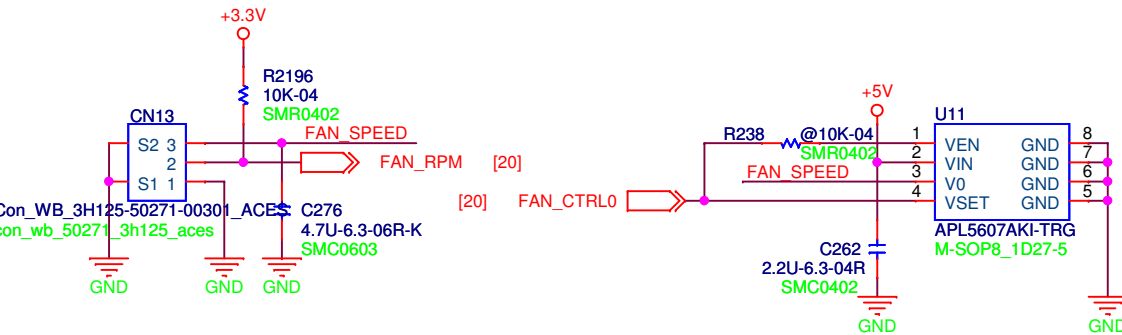 +3.3V
R2196
10K-04
SMR0402
CN13
FAN_SPEED
S2 3
2
S1 1
FAN_RPM [20]
Con_WB_3H125-50271-00301_ACES
con_wb_50271_3h125_aces
C276
4.7U-6.3-06R-K
SMC0603
GND
GND
GND
+5V
U11
R238
@10K-04
SMR0402
1 VEN GND 8
2 VIN GND 7
FAN_SPEED
3 V0 GND 6
4 VSET GND 5
[20] FAN_CTRL0
APL5607AKI-TRG
M-SOP8_1D27-5
C262
2.2U-6.3-04R
SMC0402
GND
GND